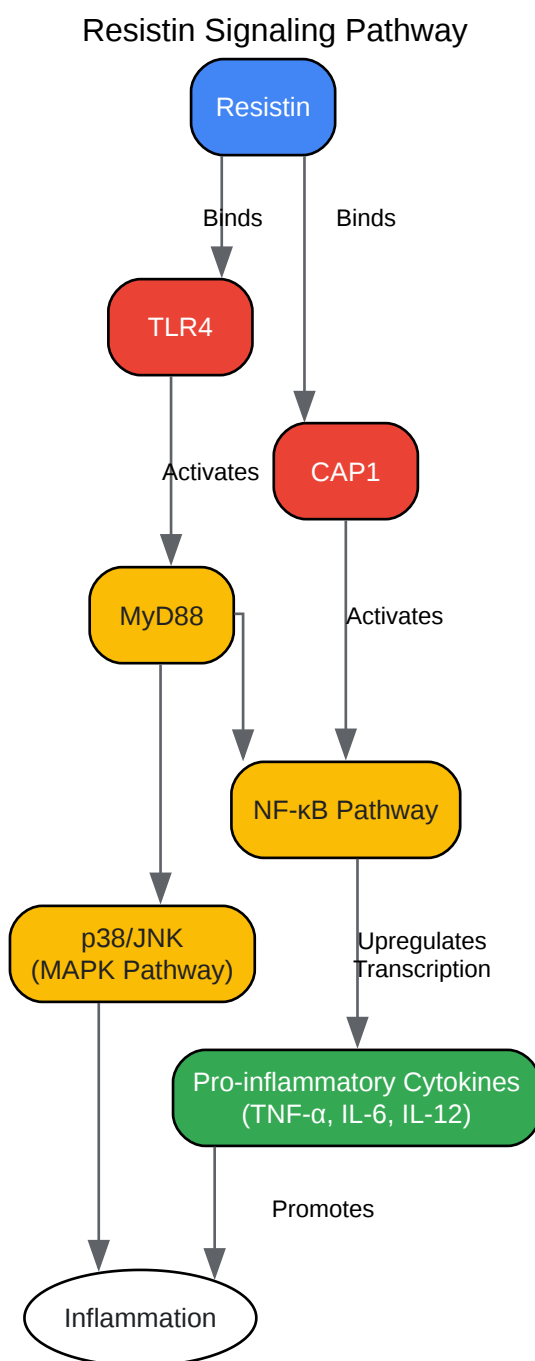 Resistin Signaling Pathway
Resistin
Binds
Binds
TLR4
Activates
CAP1
MyD88
Activates
NF-κB Pathway
p38/JNK
(MAPK Pathway)
Upregulates
Transcription
Pro-inflammatory Cytokines
(TNF-α, IL-6, IL-12)
Promotes
Inflammation